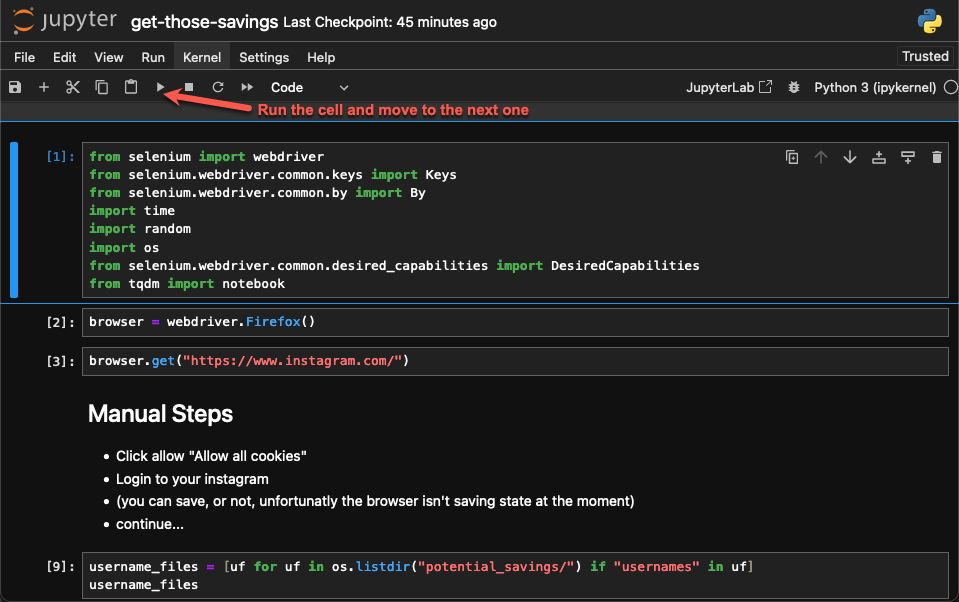 jupyter get-those-savings Last Checkpoint: 45 minutes ago
File Edit View Run Kernel Settings Help Trusted
Code JupyterLab Python 3 (ipykernel)
Run the cell and move to the next one
[1]: from selenium import webdriver
from selenium.webdriver.common.keys import Keys
from selenium.webdriver.common.by import By
import time
import random
import os
from selenium.webdriver.common.desired_capabilities import DesiredCapabilities
from tqdm import notebook
[2]: browser = webdriver.Firefox()
[3]: browser.get("https://www.instagram.com/")
Manual Steps
• Click allow "Allow all cookies"
• Login to your instagram
• (you can save, or not, unfortunatly the browser isn't saving state at the moment)
• continue...
[9]: username_files = [uf for uf in os.listdir("potential_savings/") if "usernames" in uf]
username_files